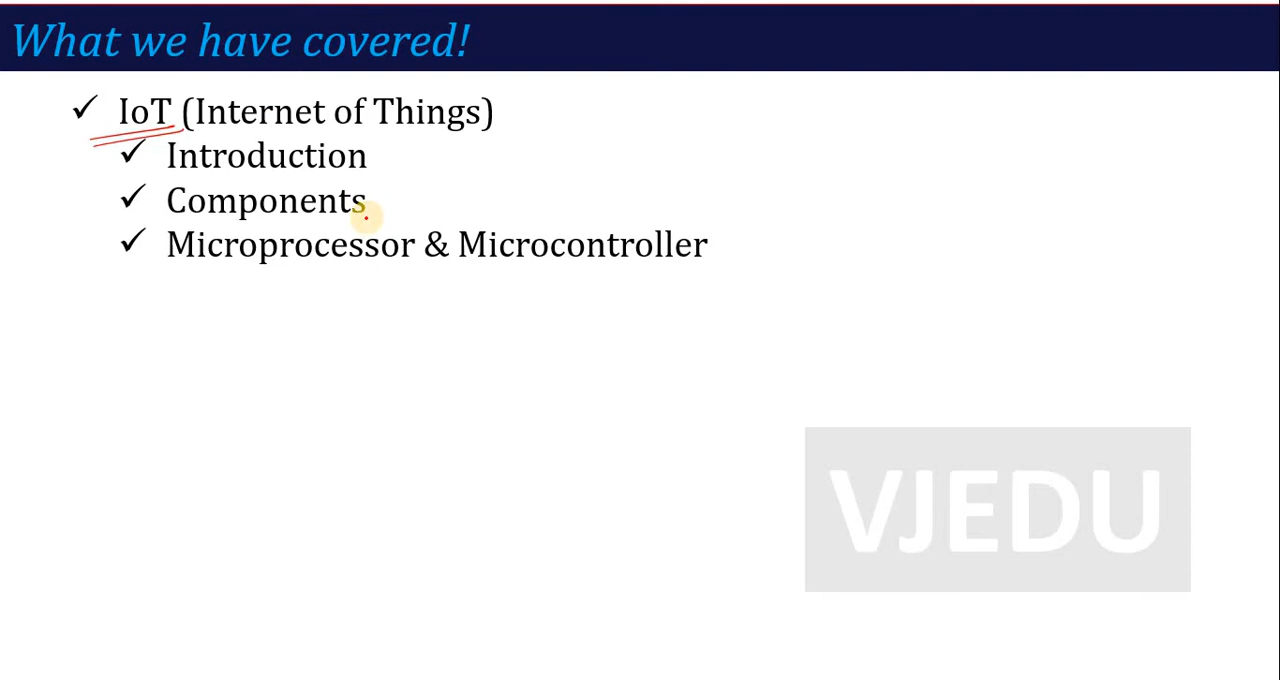 What we have covered!
✓ IoT (Internet of Things)
✓ Introduction
✓ Components
✓ Microprocessor & Microcontroller
VJEDU